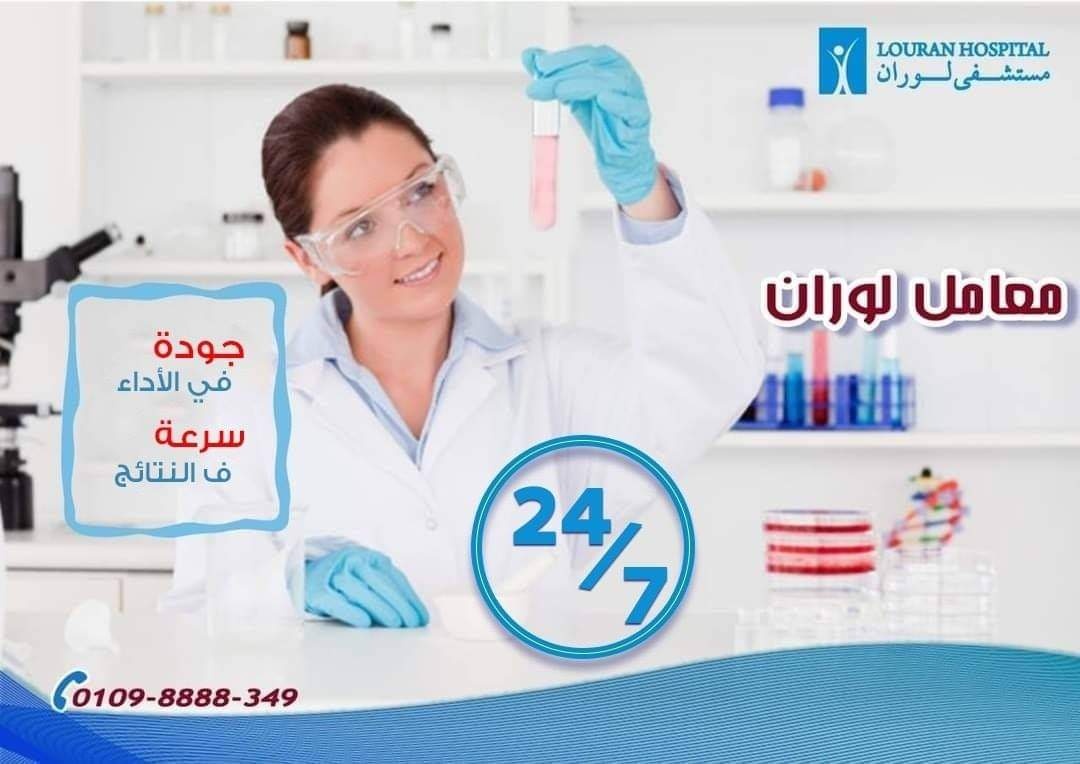 LOURAN HOSPITAL
مستشفى لوران
معامل لوران
جودة
في الأداء
سرعة
ف النتائج
24/7
0109-8888-349